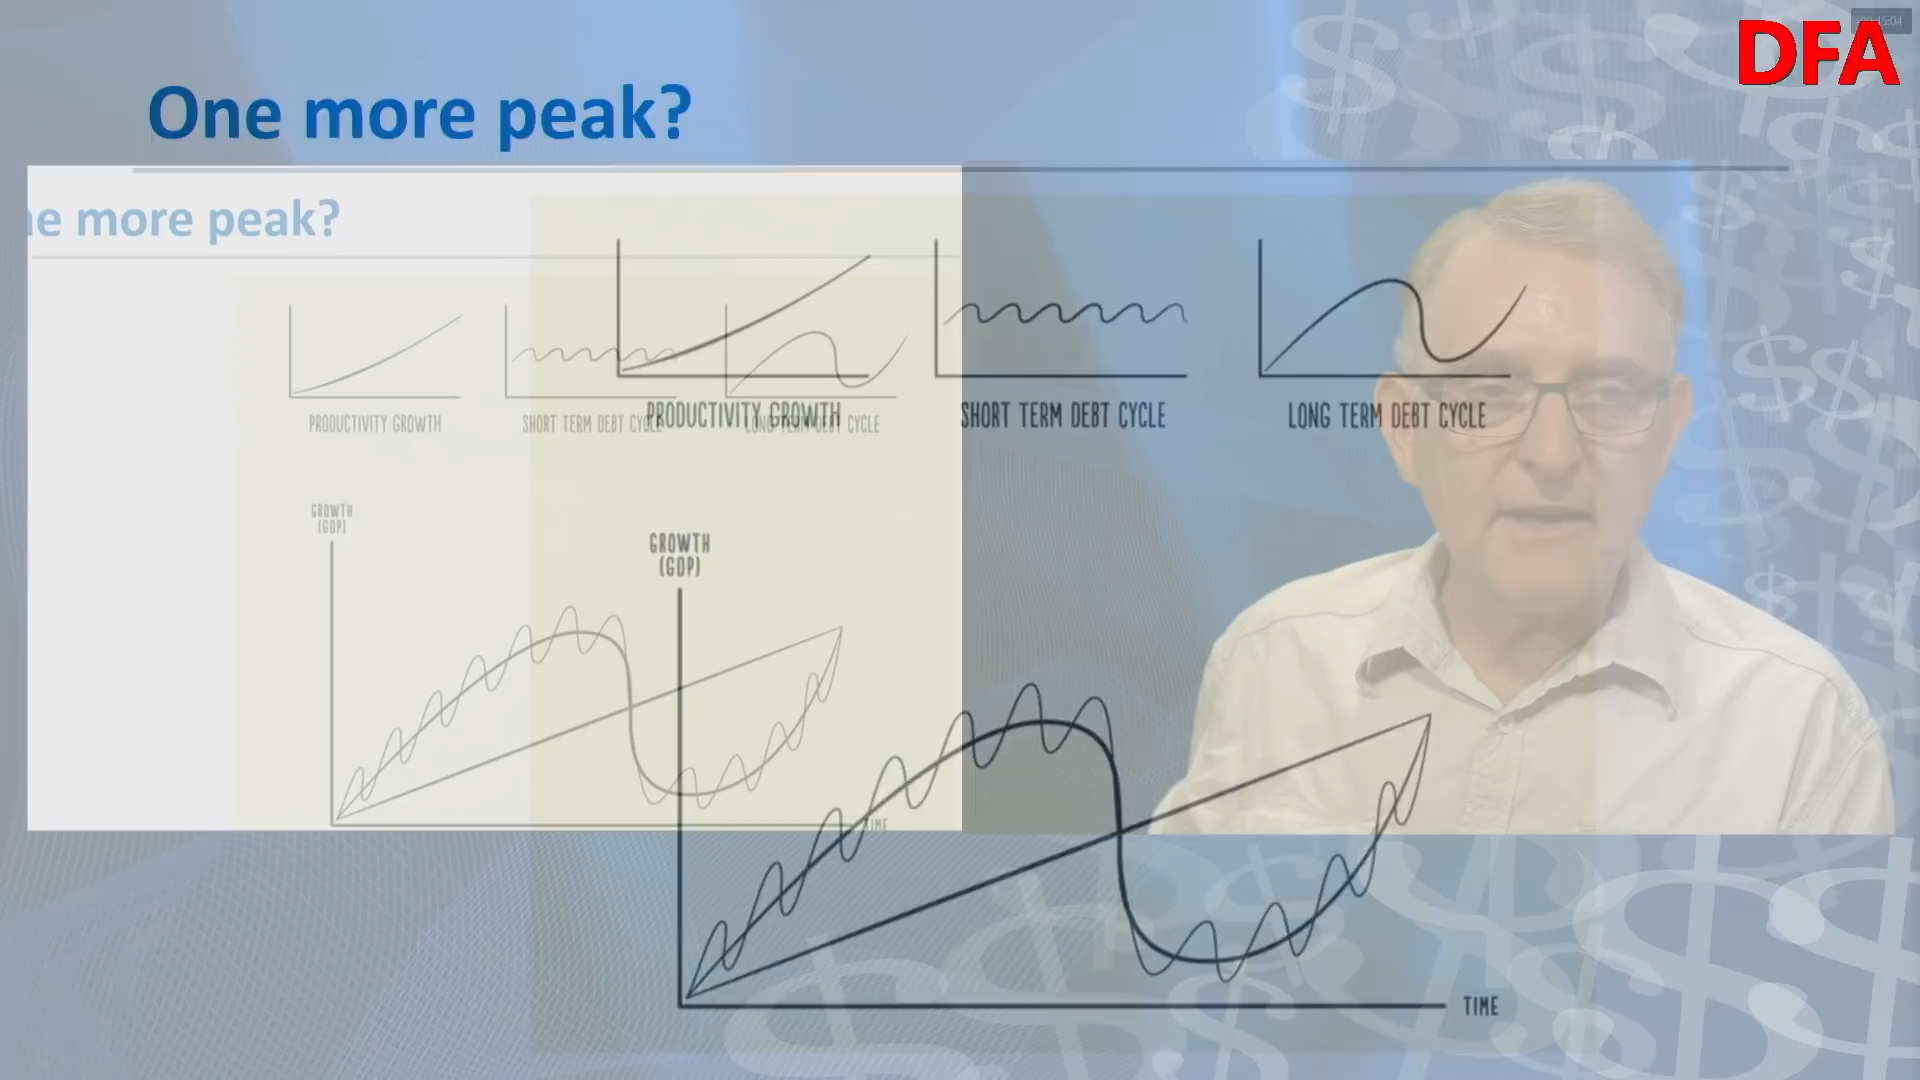 DFA
One more peak?
e more peak?
PRODUCTIVITY GROWTH
SHORT TERM DEBT CYCLE
LONG TERM DEBT CYCLE
PRODUCTIVITY GROWTH
SHORT TERM DEBT CYCLE
LONG TERM DEBT CYCLE
GROWTH
(GDP)
GROWTH
(GDP)
TIME
TIME